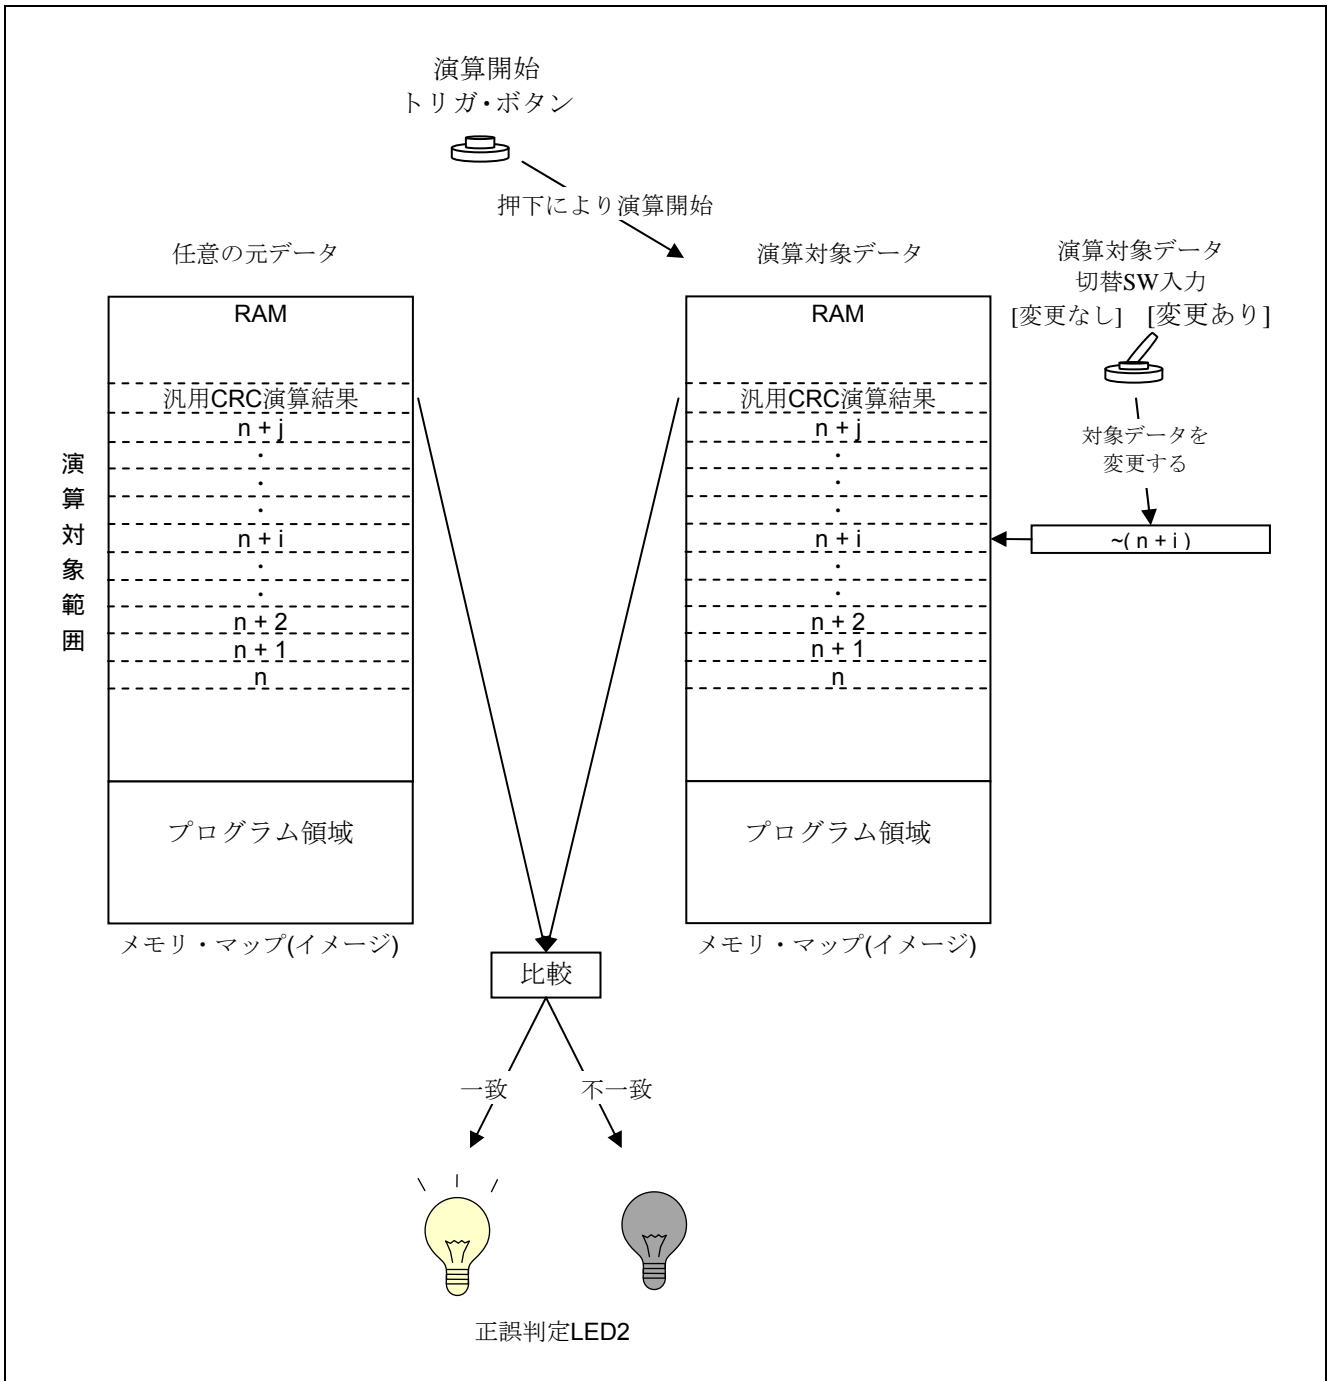 演算開始
トリガ・ボタン
押下により演算開始
任意の元データ
演算対象データ
演算対象データ
切替SW入力
[変更なし] [変更あり]
RAM
汎用CRC演算結果
n + j
・
・
・
n + i
・
・
n + 2
n + 1
n
プログラム領域
メモリ・マップ(イメージ)
演算対象範囲
RAM
汎用CRC演算結果
n + j
・
・
・
n + i
・
・
n + 2
n + 1
n
プログラム領域
メモリ・マップ(イメージ)
対象データを
変更する
~( n + i )
比較
一致
不一致
正誤判定LED2